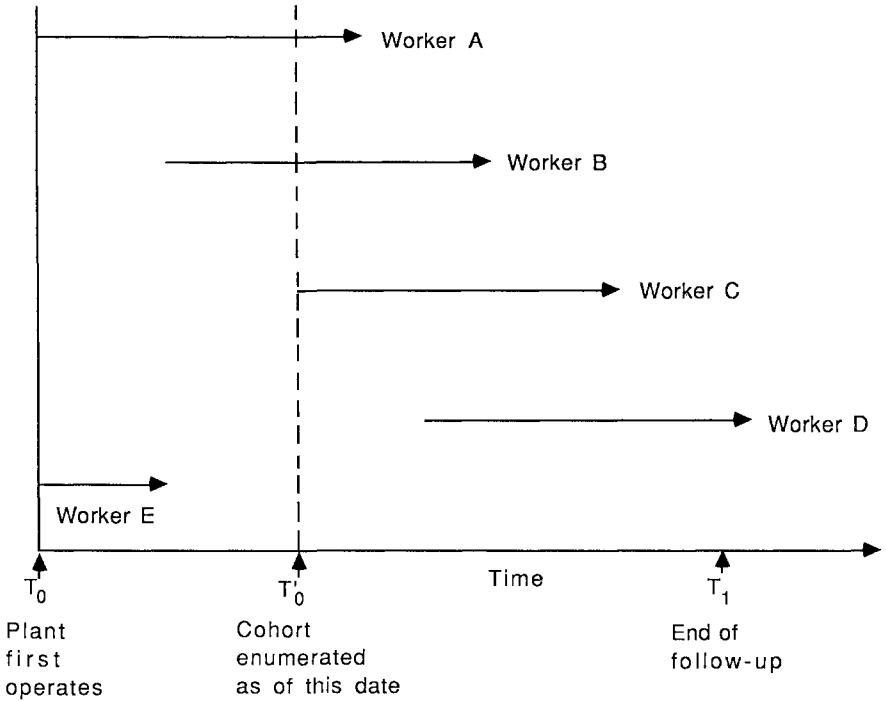 Worker A
Worker B
Worker C
Worker D
Worker E
Time
T0
T'0
T1
Plant
first
operates
Cohort
enumerated
as of this date
End of
follow-up